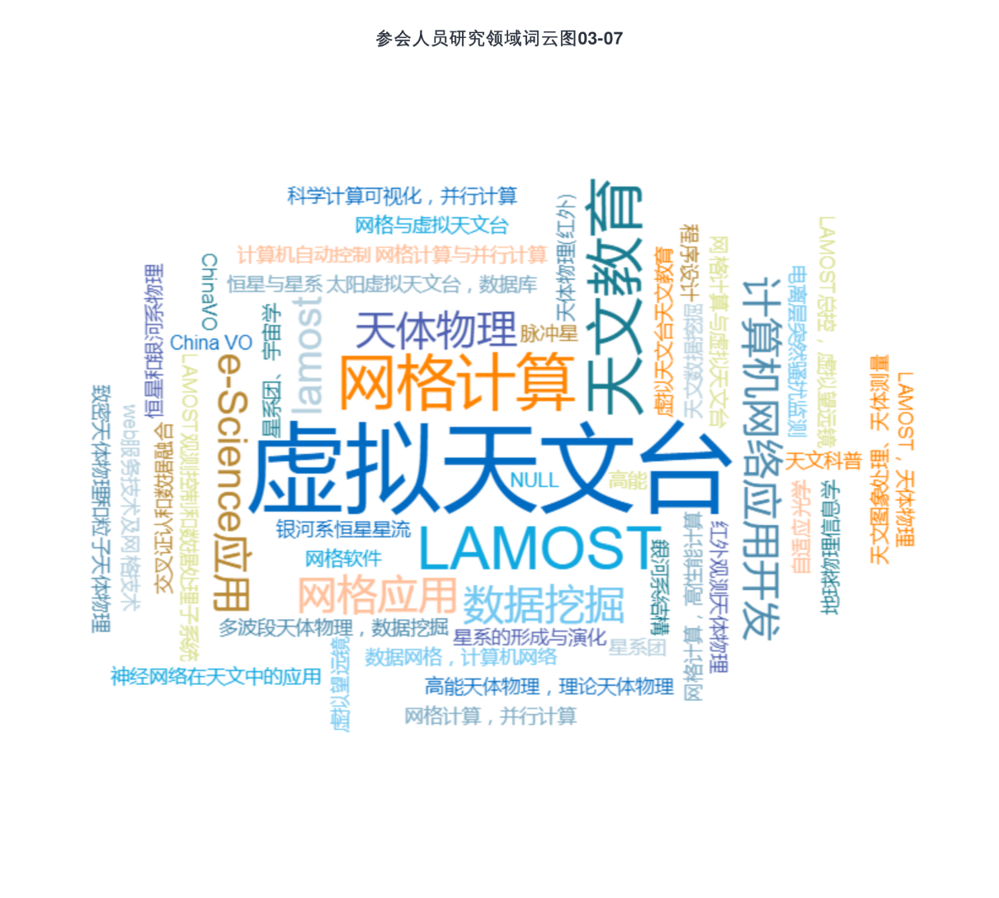 参会人员研究领域词云图03-07
科学计算可视化，并行计算
网格与虚拟天文台
计算机自动控制
网格计算与并行计算
恒星与星系
太阳虚拟天文台，数据库
天体物理(红外)
天文教育
虚拟天文台天文教育
程序设计
天文数据挖掘
网格计算与虚拟天文台
计算机网络应用开发
电离层突然骚扰监测
LAMOST总控，虚拟望远镜
ChinaVO
China VO
恒星和银河系物理
星系团、宇宙学
lamost
天体物理
脉冲星
网格计算
e-Science应用
LAMOST观测控制和数据处理子系统
致密天体物理和粒子天体物理
web服务技术及网格技术
交叉证认和数据融合
虚拟天文台
NULL
高能
天文科普
天文图象处理、天体测量
LAMOST，天体物理
自适应光学
地球物理信息学
银河系恒星星流
LAMOST
网格软件
网格应用
数据挖掘
銀河系結構
网格计算，高性能计算
红外观测天体物理
多波段天体物理，数据挖掘
星系的形成与演化
星系团
数据网格，计算机网络
虚拟望远镜
神经网络在天文中的应用
高能天体物理，理论天体物理
网格计算，并行计算